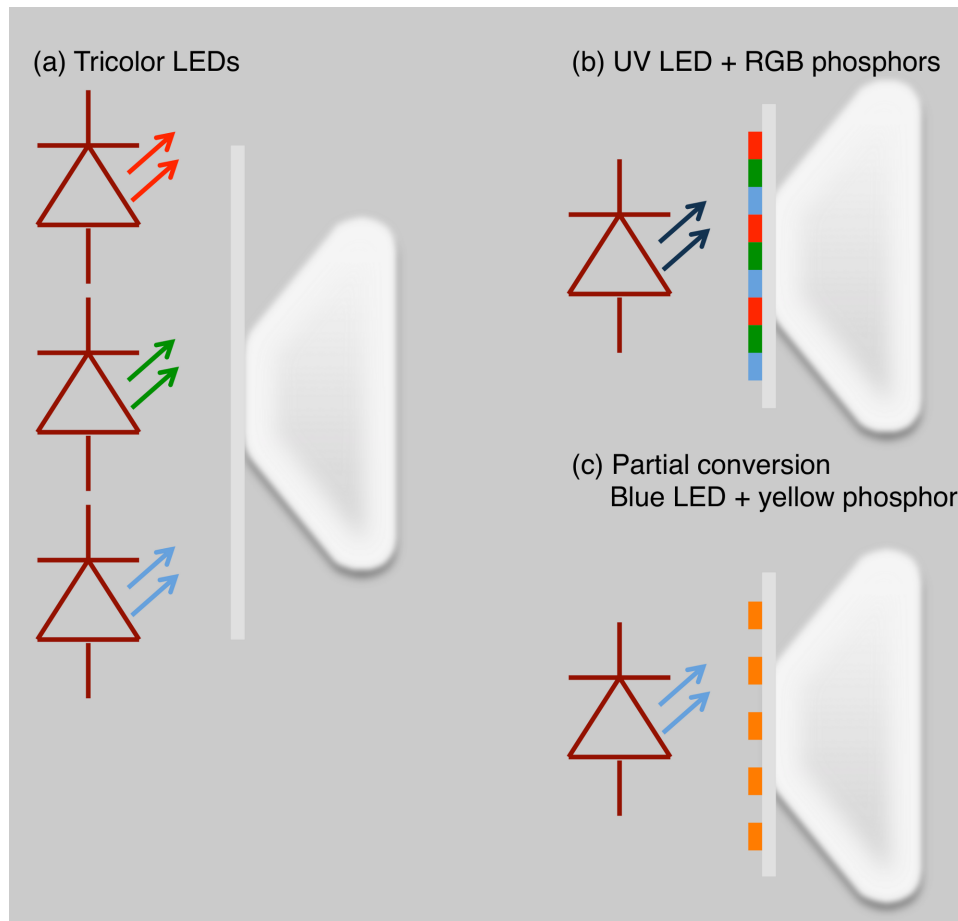 (a) Tricolor LEDs
(b) UV LED + RGB phosphors
(c) Partial conversion
Blue LED + yellow phosphor